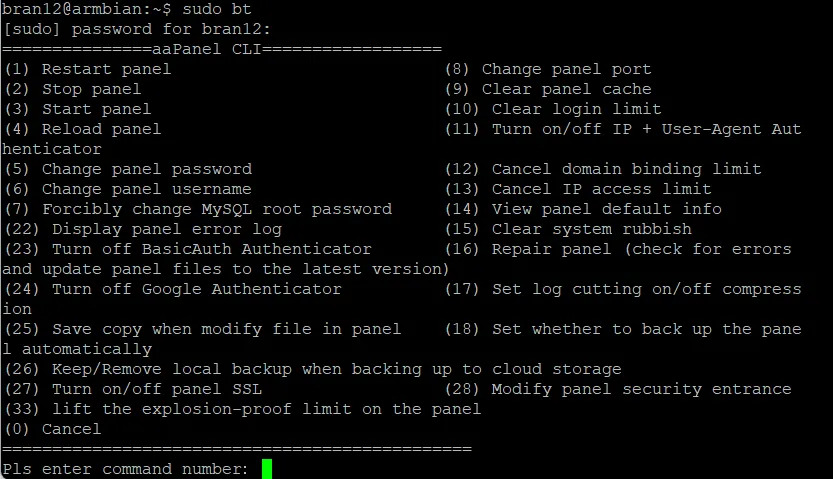 bran12@armbian:~$ sudo bt
[sudo] password for bran12:
===============aaPanel CLI==================
(1) Restart panel                           (8) Change panel port
(2) Stop panel                              (9) Clear panel cache
(3) Start panel                             (10) Clear login limit
(4) Reload panel                            (11) Turn on/off IP + User-Agent Aut
henticator
(5) Change panel password                   (12) Cancel domain binding limit
(6) Change panel username                   (13) Cancel IP access limit
(7) Forcibly change MySQL root password     (14) View panel default info
(22) Display panel error log                (15) Clear system rubbish
(23) Turn off BasicAuth Authenticator       (16) Repair panel (check for errors
and update panel files to the latest version)
(24) Turn off Google Authenticator          (17) Set log cutting on/off compress
ion
(25) Save copy when modify file in panel    (18) Set whether to back up the pane
l automatically
(26) Keep/Remove local backup when backing up to cloud storage
(27) Turn on/off panel SSL                  (28) Modify panel security entrance
(33) lift the explosion-proof limit on the panel
(0) Cancel
===============================================
Pls enter command number: